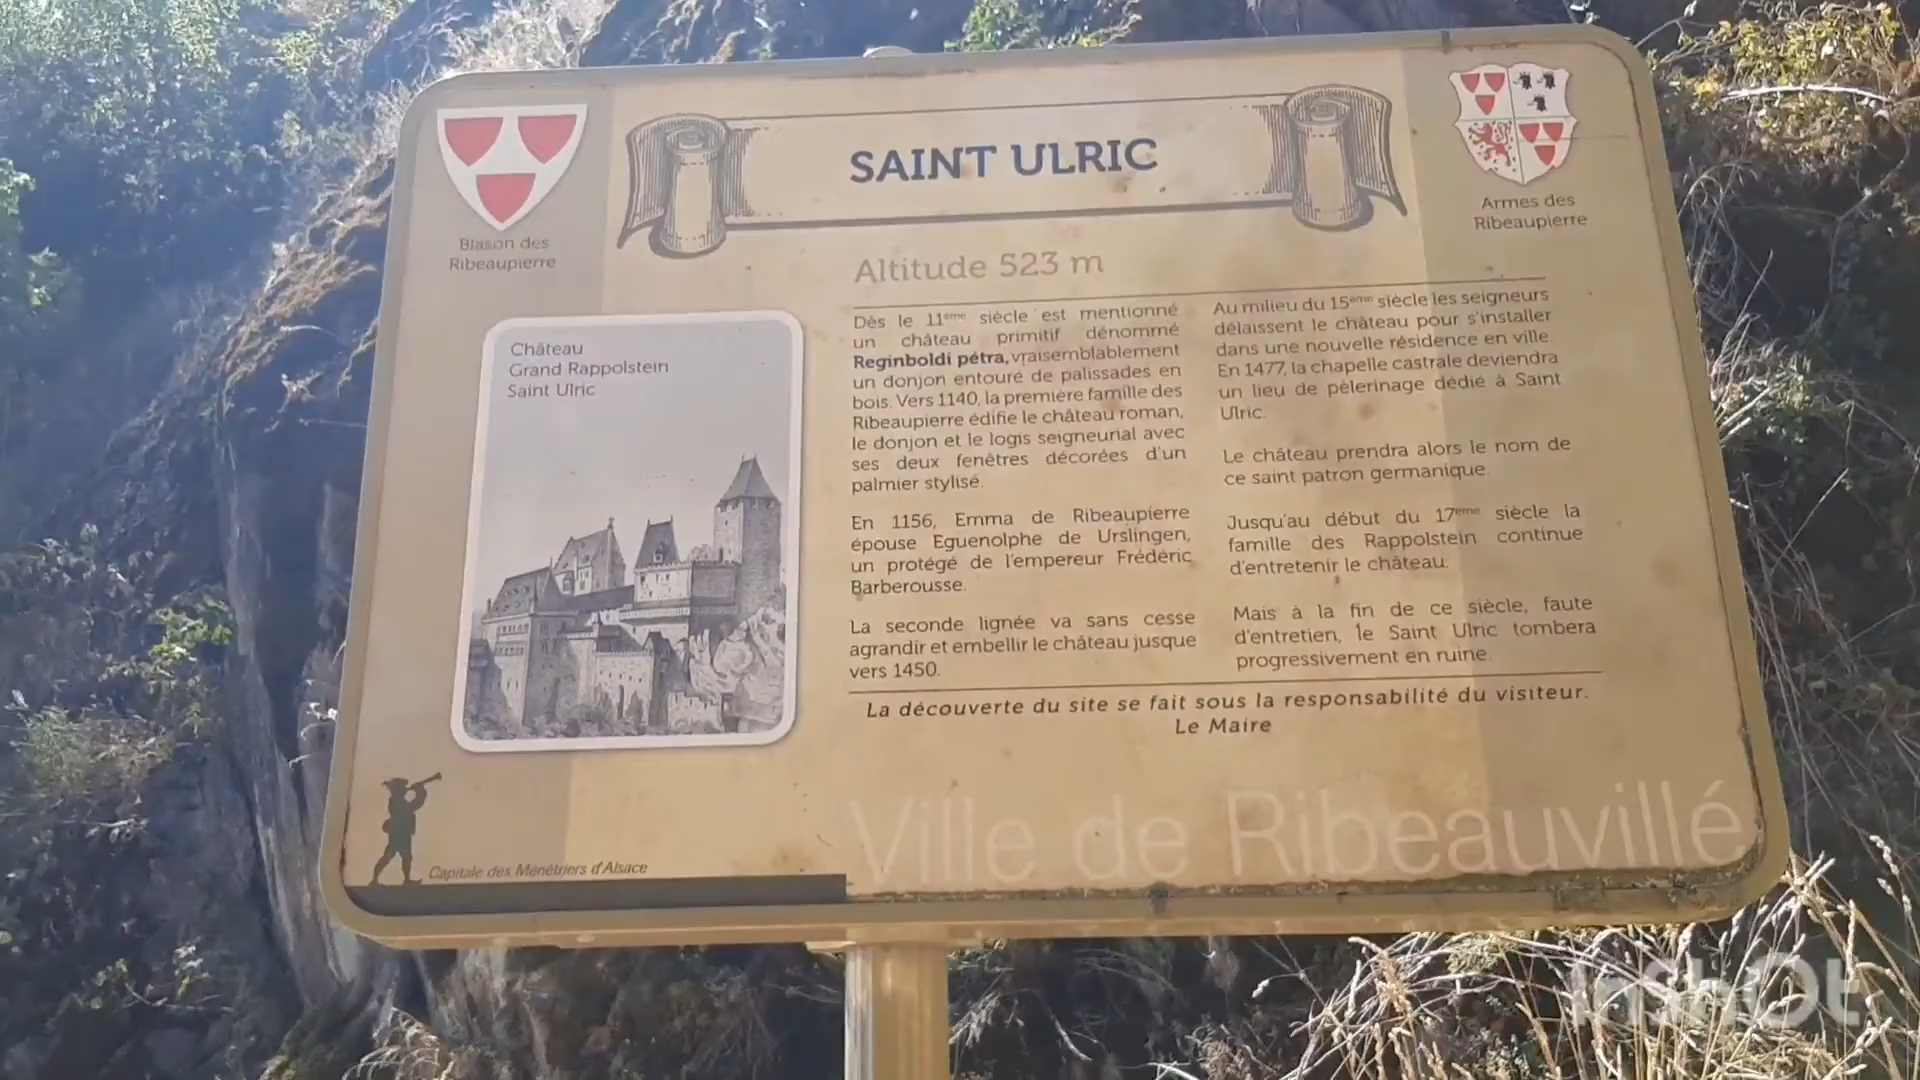 SAINT ULRIC
Blason des
Ribeaupierre
Armes des
Ribeaupierre
Altitude 523 m
Château
Grand Rappolstein
Saint Ulric
Dès le 11ème siècle est mentionné
un château primitif dénommé
Reginboldi pétra, vraisemblablement
un donjon entouré de palissades en
bois. Vers 1140, la première famille des
Ribeaupierre édifie le château roman,
le donjon et le logis seigneurial avec
ses deux fenêtres décorées d'un
palmier stylisé.
En 1156, Emma de Ribeaupierre
épouse Eguenolphe de Urslingen,
un protégé de l'empereur Frédéric
Barberousse.
La seconde lignée va sans cesse
agrandir et embellir le château jusque
vers 1450.
Au milieu du 15ème siècle les seigneurs
délaissent le château pour s'installer
dans une nouvelle résidence en ville.
En 1477, la chapelle castrale deviendra
un lieu de pèlerinage dédié à Saint
Ulric.
Le château prendra alors le nom de
ce saint patron germanique.
Jusqu'au début du 17ème siècle la
famille des Rappolstein continue
d'entretenir le château.
Mais à la fin de ce siècle, faute
d'entretien, le Saint Ulric tombera
progressivement en ruine.
La découverte du site se fait sous la responsabilité du visiteur.
Le Maire
Capitale des Ménétriers d'Alsace
Ville de Ribeauvillé
InShOt